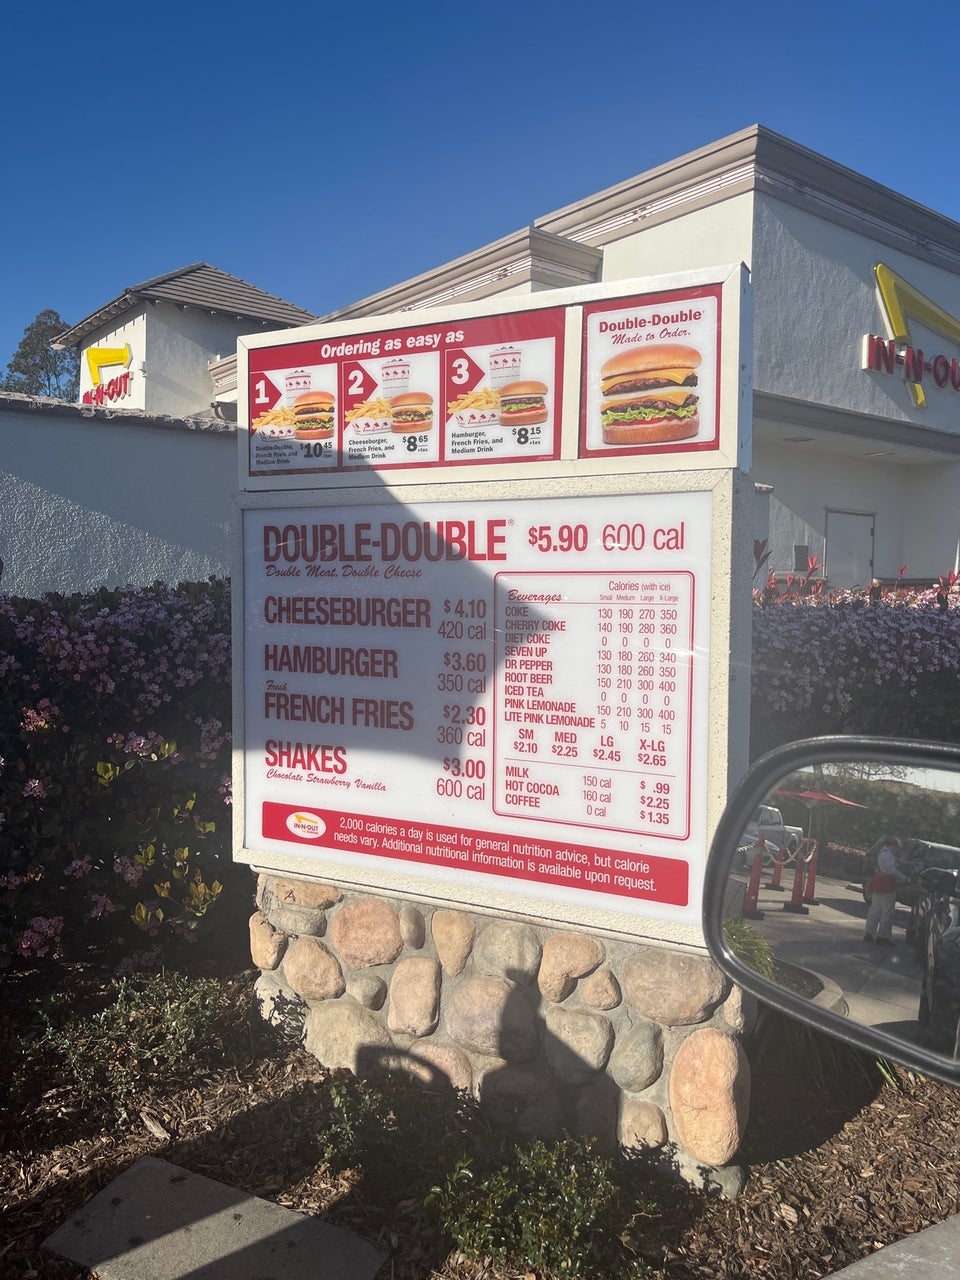 IN-N-OUT
IN-N-OU
Ordering as easy as
1
Double-Double,
French Fries, and
Medium Drink
$10 45
+tax
2
Cheeseburger,
French Fries, and
Medium Drink
$8 65
+tax
3
Hamburger,
French Fries, and
Medium Drink
$8 15
+tax
Double-Double®
Made to Order.
DOUBLE-DOUBLE® $5.90 600 cal
Double Meat, Double Cheese
CHEESEBURGER $4.10
420 cal
HAMBURGER $3.60
350 cal
Fresh
FRENCH FRIES $2.30
360 cal
SHAKES $3.00
Chocolate Strawberry Vanilla 600 cal
Calories (with ice)
Beverages Small Medium Large X-Large
COKE 130 190 270 350
CHERRY COKE 140 190 280 360
DIET COKE 0 0 0 0
SEVEN UP 130 180 260 340
DR PEPPER 130 180 260 350
ROOT BEER 150 210 300 400
ICED TEA 0 0 0 0
PINK LEMONADE 150 210 300 400
LITE PINK LEMONADE 5 10 15 15
SM MED LG X-LG
$2.10 $2.25 $2.45 $2.65
MILK 150 cal $ .99
HOT COCOA 160 cal $2.25
COFFEE 0 cal $1.35
IN-N-OUT
BURGER
2,000 calories a day is used for general nutrition advice, but calorie
needs vary. Additional nutritional information is available upon request.